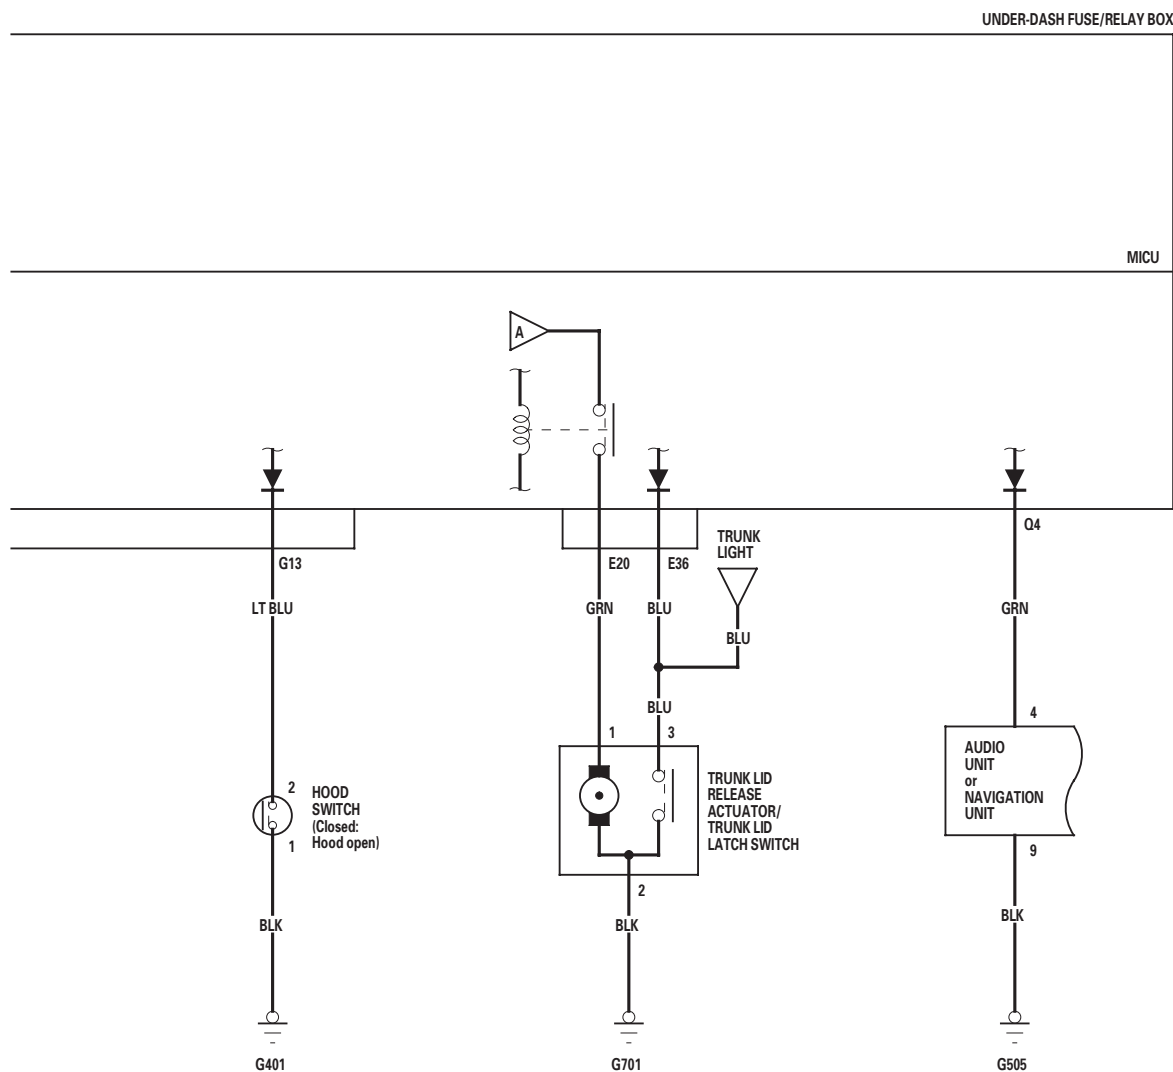 UNDER-DASH FUSE/RELAY BOX
MICU
A
Q4
TRUNK
LIGHT
G13
E20
E36
LT BLU
GRN
BLU
GRN
BLU
BLU
4
1
3
AUDIO
UNIT
or
NAVIGATION
UNIT
TRUNK LID
RELEASE
ACTUATOR/
TRUNK LID
LATCH SWITCH
2
HOOD
SWITCH
(Closed:
Hood open)
1
9
2
BLK
BLK
BLK
G401
G701
G505